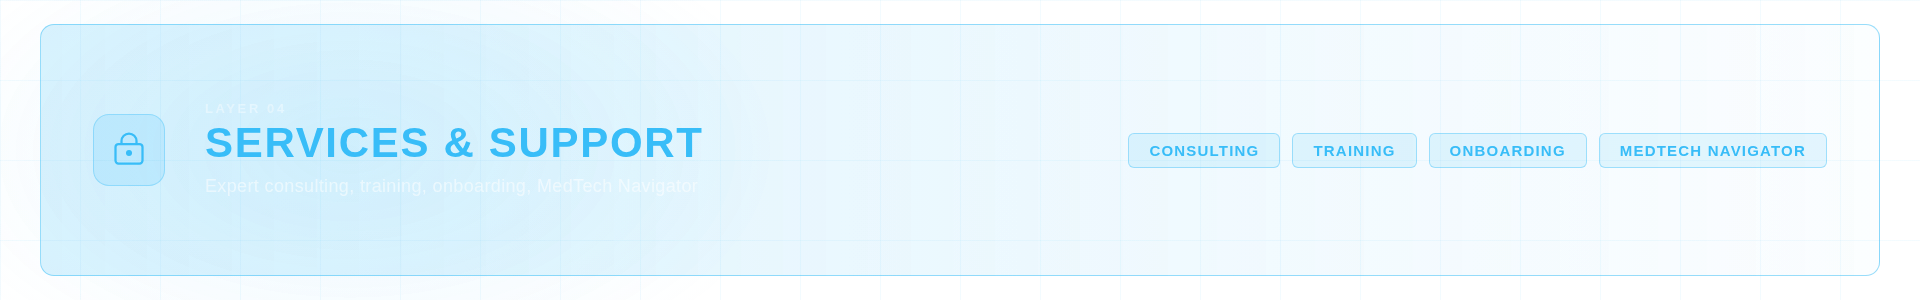 LAYER 04
SERVICES & SUPPORT
Expert consulting, training, onboarding, MedTech Navigator
CONSULTING
TRAINING
ONBOARDING
MEDTECH NAVIGATOR